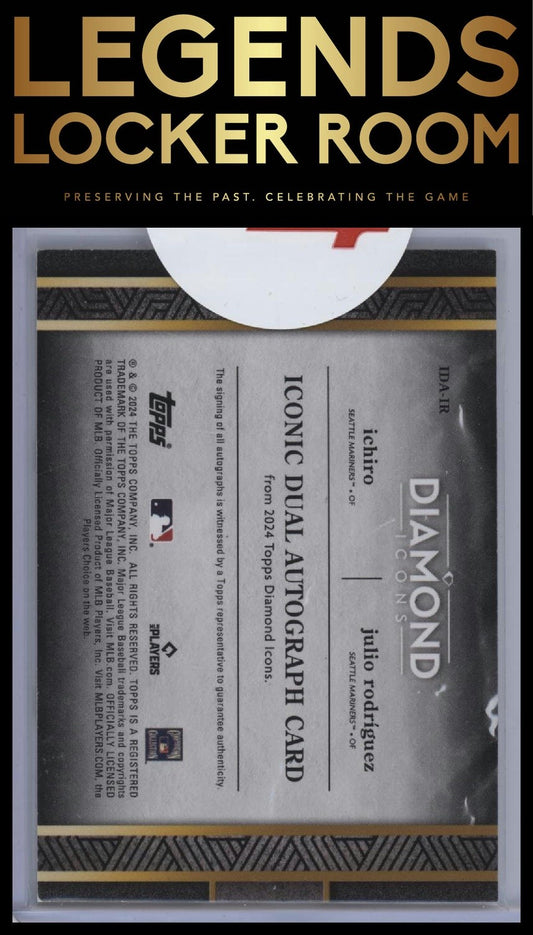 LEGENDS
LOCKER ROOM
PRESERVING THE PAST. CELEBRATING THE GAME
IDA-IR
DIAMOND
ICONS
ichiro
SEATTLE MARINERS™ • OF
julio rodríguez
SEATTLE MARINERS™ • OF
ICONIC DUAL AUTOGRAPH CARD
from 2024 Topps Diamond Icons.
The signing of all autographs is witnessed by a Topps representative to guarantee authenticity.
topps
MLB PLAYERS
® & © 2024 THE TOPPS COMPANY, INC. ALL RIGHTS RESERVED. TOPPS IS A REGISTERED
TRADEMARK OF THE TOPPS COMPANY, INC. Major League Baseball trademarks and copyrights
are used with permission of Major League Baseball. Visit MLB.com. OFFICIALLY LICENSED
PRODUCT OF MLB Players, Inc. Visit MLBPLAYERS.COM, the
Players Choice on the web.